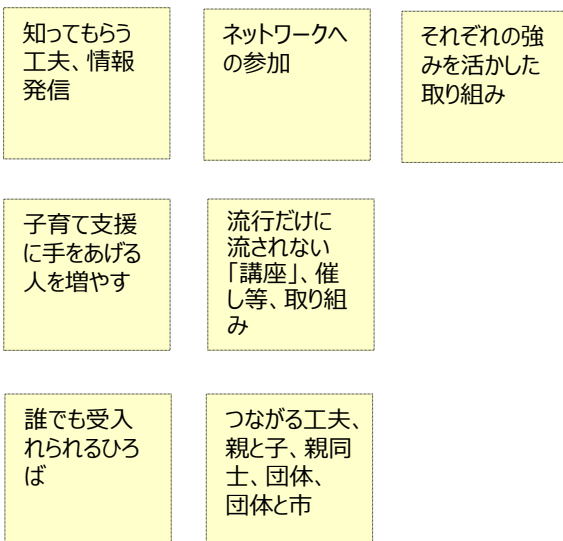 知ってもらう
工夫、情報
発信
ネットワークへ
の参加
それぞれの強
みを活かした
取り組み
子育て支援
に手をあげる
人を増やす
流行だけに
流されない
「講座」、催
し等、取り組
み
誰でも受入
れられるひろ
ば
つながる工夫、
親と子、親同
士、団体、
団体と市